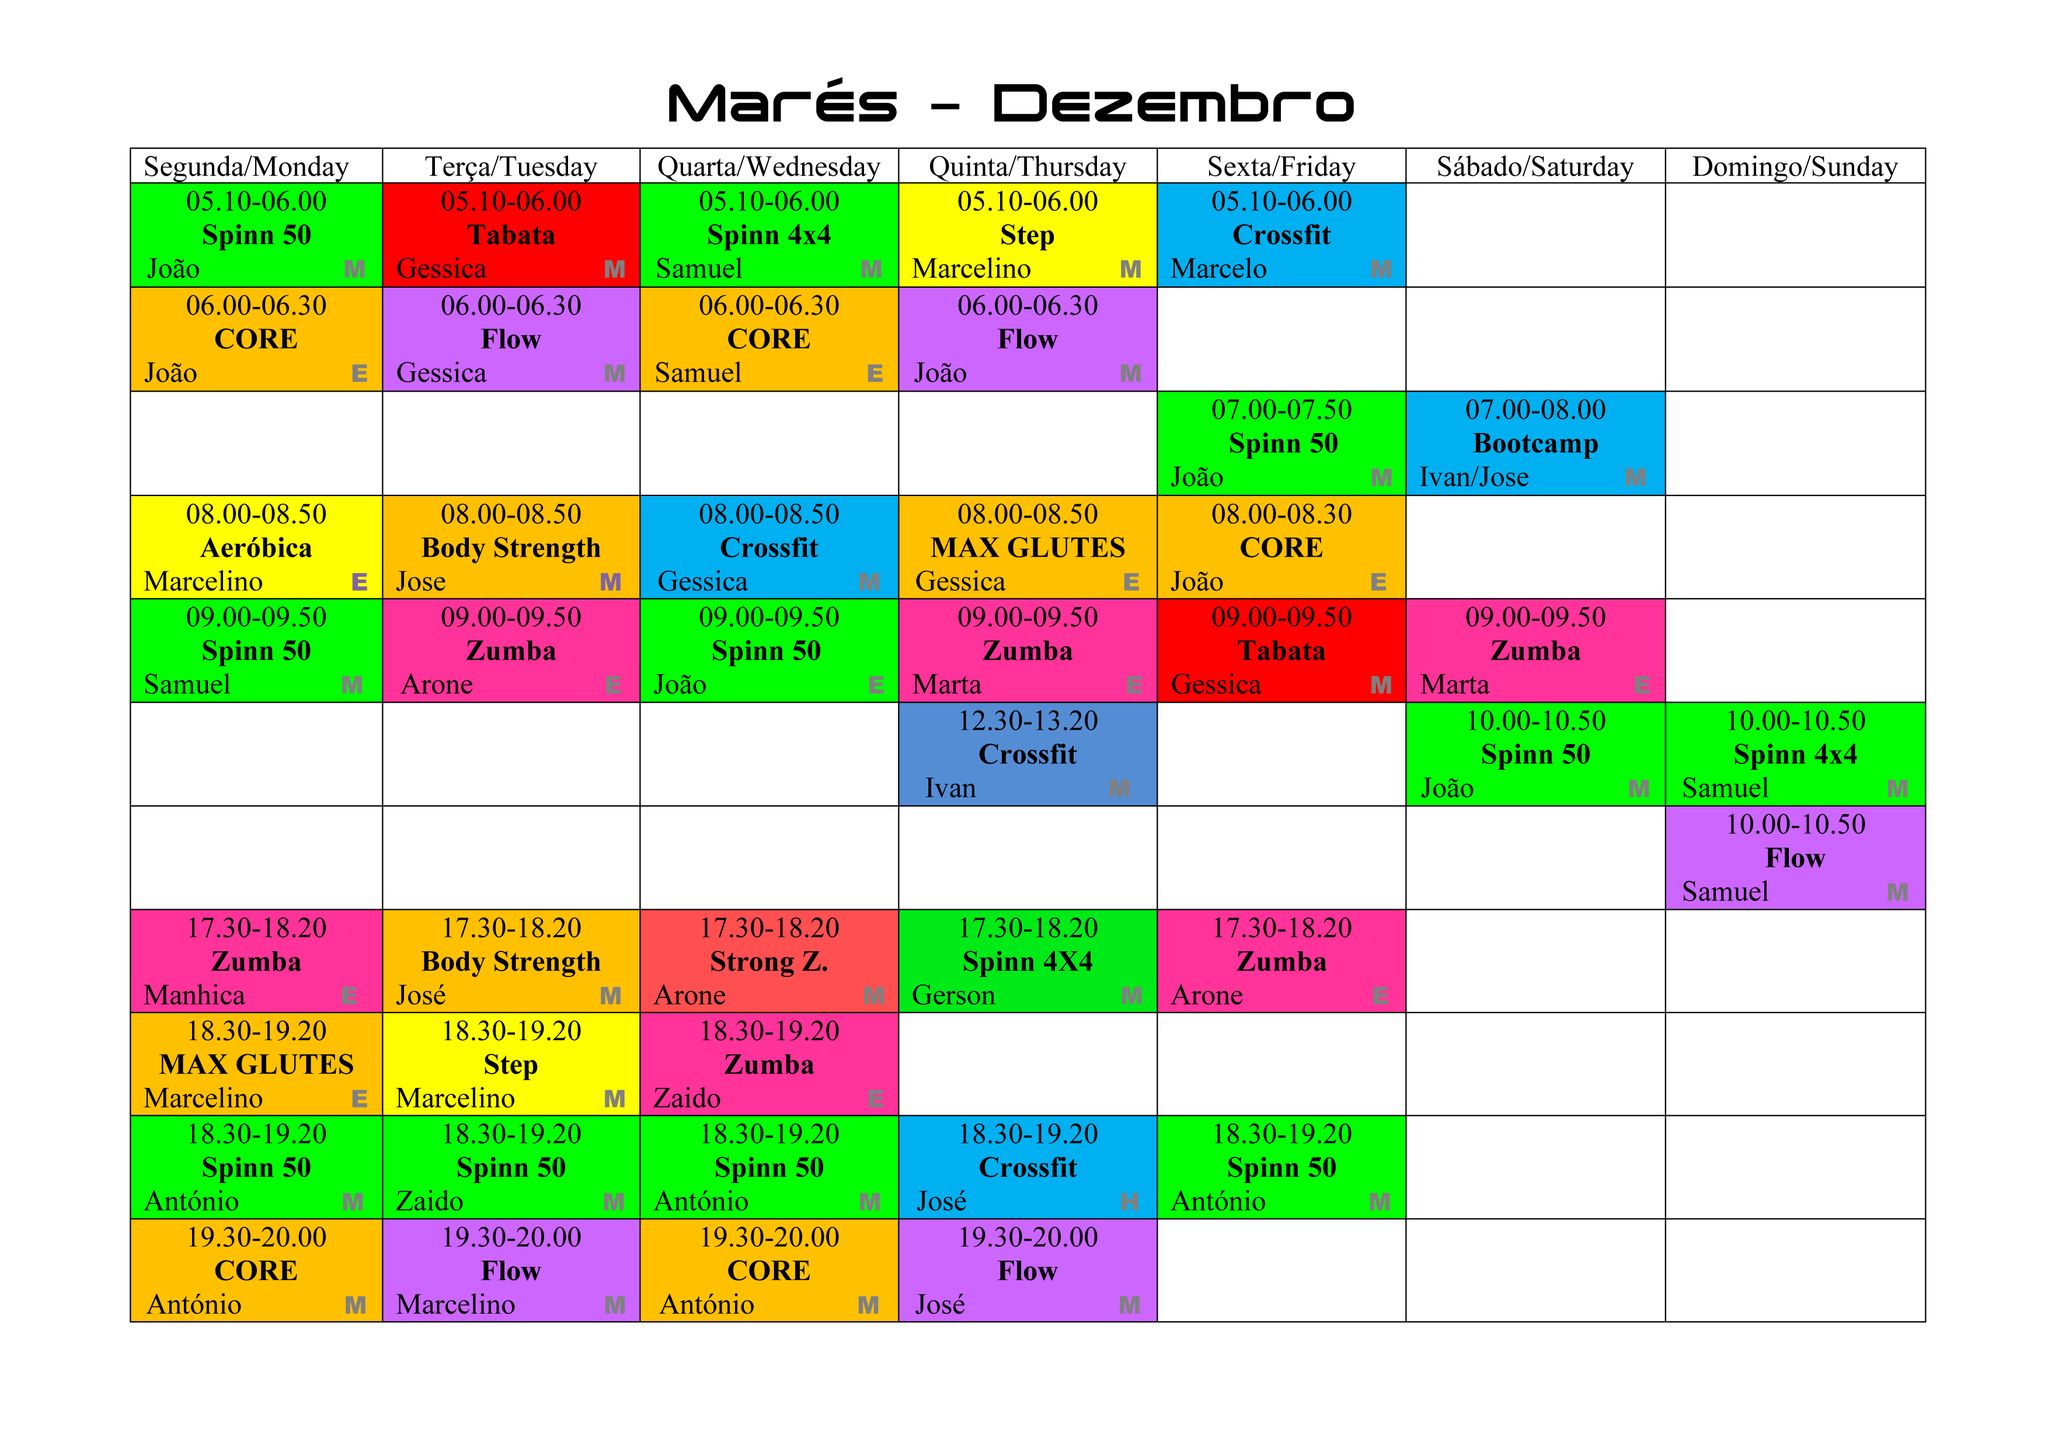 Marés - Dezembro
Segunda/Monday Terça/Tuesday Quarta/Wednesday Quinta/Thursday Sexta/Friday Sábado/Saturday Domingo/Sunday
05.10-06.00 05.10-06.00 05.10-06.00 05.10-06.00 05.10-06.00
Spinn 50 Tabata Spinn 4x4 Step Crossfit
João M Gessica M Samuel M Marcelino M Marcelo M
06.00-06.30 06.00-06.30 06.00-06.30 06.00-06.30
CORE Flow CORE Flow
João E Gessica M Samuel E João M
07.00-07.50 07.00-08.00
Spinn 50 Bootcamp
João M Ivan/Jose M
08.00-08.50 08.00-08.50 08.00-08.50 08.00-08.50 08.00-08.30
Aeróbica Body Strength Crossfit MAX GLUTES CORE
Marcelino E Jose M Gessica M Gessica E João E
09.00-09.50 09.00-09.50 09.00-09.50 09.00-09.50 09.00-09.50 09.00-09.50
Spinn 50 Zumba Spinn 50 Zumba Tabata Zumba
Samuel M Arone E João E Marta E Gessica M Marta E
12.30-13.20 10.00-10.50 10.00-10.50
Crossfit Spinn 50 Spinn 4x4
Ivan M João M Samuel M
10.00-10.50
Flow
Samuel M
17.30-18.20 17.30-18.20 17.30-18.20 17.30-18.20 17.30-18.20
Zumba Body Strength Strong Z. Spinn 4X4 Zumba
Manhica E José M Arone M Gerson M Arone E
18.30-19.20 18.30-19.20 18.30-19.20
MAX GLUTES Step Zumba
Marcelino E Marcelino M Zaido E
18.30-19.20 18.30-19.20 18.30-19.20 18.30-19.20 18.30-19.20
Spinn 50 Spinn 50 Spinn 50 Crossfit Spinn 50
António M Zaido M António M José H António M
19.30-20.00 19.30-20.00 19.30-20.00 19.30-20.00
CORE Flow CORE Flow
António M Marcelino M António M José M